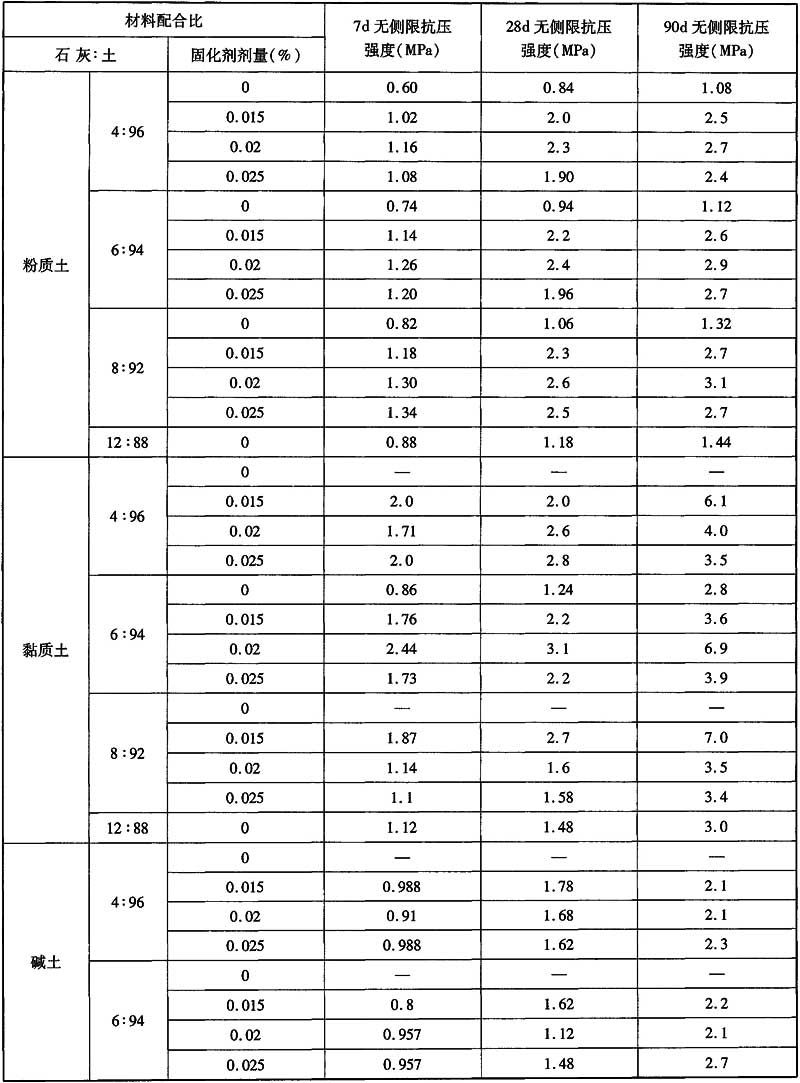 材料配合比 7d无侧限抗压强度(MPa) 28d无侧限抗压强度(MPa) 90d无侧限抗压强度(MPa)
石灰:土 固化剂剂量(%)
粉质土 4:96 0 0.60 0.84 1.08
0.015 1.02 2.0 2.5
0.02 1.16 2.3 2.7
0.025 1.08 1.90 2.4
6:94 0 0.74 0.94 1.12
0.015 1.14 2.2 2.6
0.02 1.26 2.4 2.9
0.025 1.20 1.96 2.7
8:92 0 0.82 1.06 1.32
0.015 1.18 2.3 2.7
0.02 1.30 2.6 3.1
0.025 1.34 2.5 2.7
12:88 0 0.88 1.18 1.44
黏质土 4:96 0 — — —
0.015 2.0 2.0 6.1
0.02 1.71 2.6 4.0
0.025 2.0 2.8 3.5
6:94 0 0.86 1.24 2.8
0.015 1.76 2.2 3.6
0.02 2.44 3.1 6.9
0.025 1.73 2.2 3.9
8:92 0 — — —
0.015 1.87 2.7 7.0
0.02 1.14 1.6 3.5
0.025 1.1 1.58 3.4
12:88 0 1.12 1.48 3.0
碱土 4:96 0 — — —
0.015 0.988 1.78 2.1
0.02 0.91 1.68 2.1
0.025 0.988 1.62 2.3
6:94 0 — — —
0.015 0.8 1.62 2.2
0.02 0.957 1.12 2.1
0.025 0.957 1.48 2.7